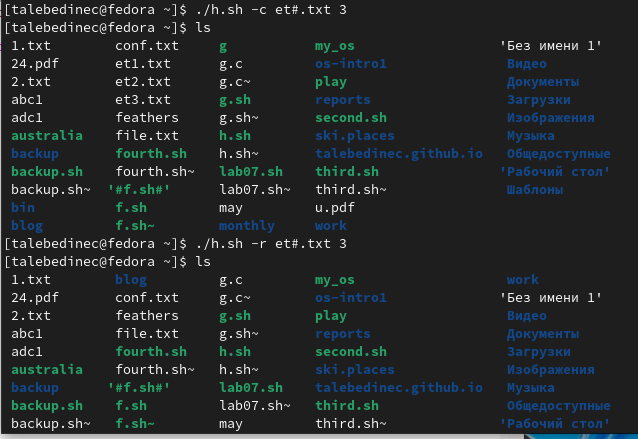 [talebedinec@fedora ~]$ ./h.sh -c et#.txt 3
[talebedinec@fedora ~]$ ls
1.txt conf.txt g my_os 'Без имени 1'
24.pdf et1.txt g.c os-intro1 Видео
2.txt et2.txt g.c~ play Документы
abc1 et3.txt g.sh reports Загрузки
adc1 feathers g.sh~ second.sh Изображения
australia file.txt h.sh ski.places Музыка
backup fourth.sh h.sh~ talebedinec.github.io Общедоступные
backup.sh fourth.sh~ lab07.sh third.sh 'Рабочий стол'
backup.sh~ '#f.sh#' lab07.sh~ third.sh~ Шаблоны
bin f.sh may u.pdf
blog f.sh~ monthly work
[talebedinec@fedora ~]$ ./h.sh -r et#.txt 3
[talebedinec@fedora ~]$ ls
1.txt blog g.c my_os work
24.pdf conf.txt g.c~ os-intro1 'Без имени 1'
2.txt feathers g.sh play Видео
abc1 file.txt g.sh~ reports Документы
adc1 fourth.sh h.sh second.sh Загрузки
australia fourth.sh~ h.sh~ ski.places Изображения
backup '#f.sh#' lab07.sh talebedinec.github.io Музыка
backup.sh f.sh lab07.sh~ third.sh Общедоступные
backup.sh~ f.sh~ may third.sh~ 'Рабочий стол'